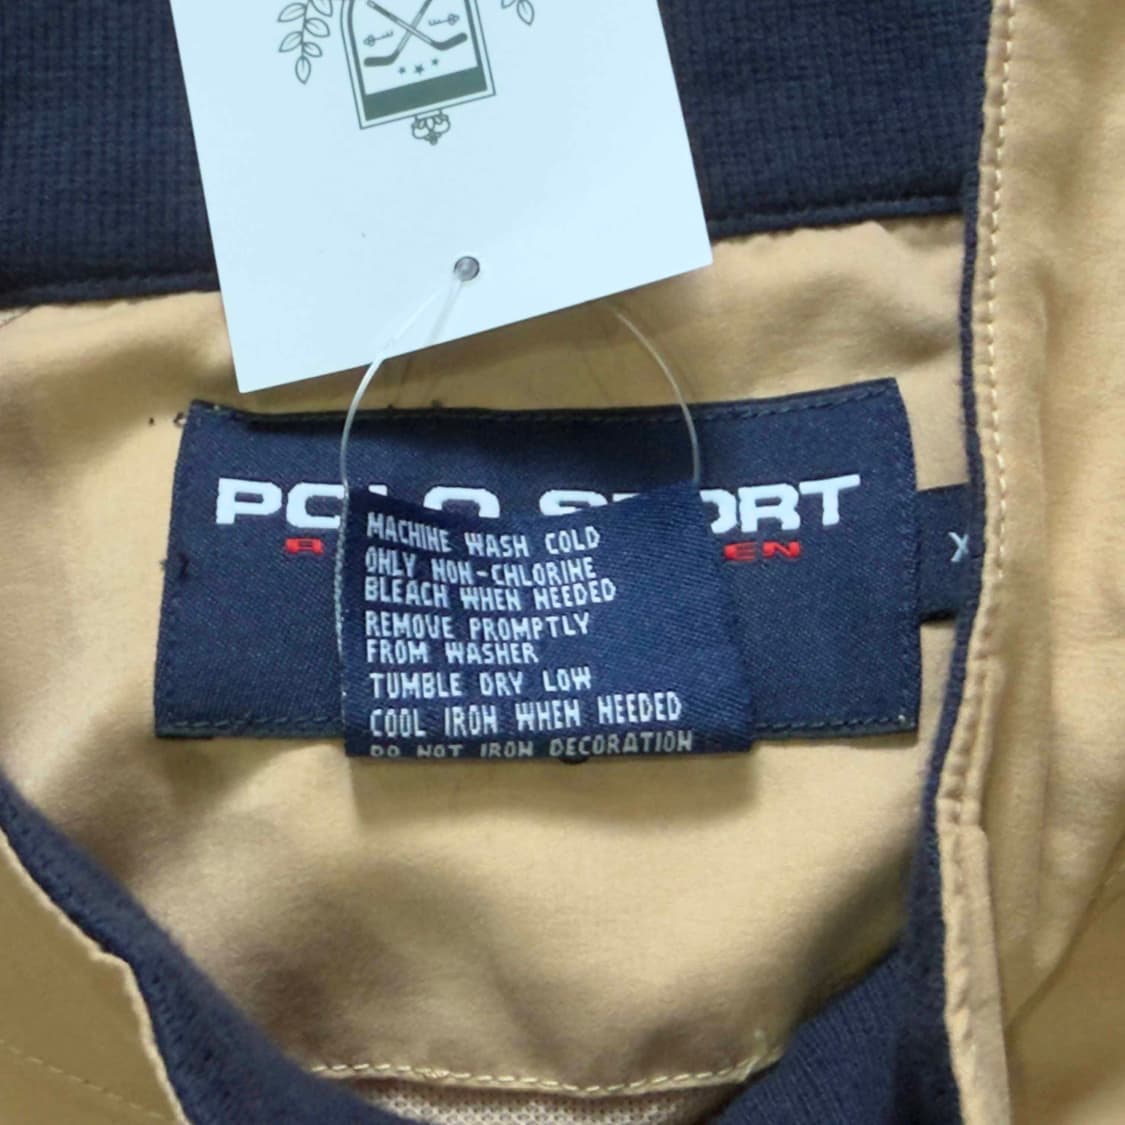 POLO SPORT
MACHINE WASH COLD
ONLY NON-CHLORINE
BLEACH WHEN NEEDED
REMOVE PROMPTLY
FROM WASHER
TUMBLE DRY LOW
COOL IRON WHEN NEEDED
DO NOT IRON DECORATION